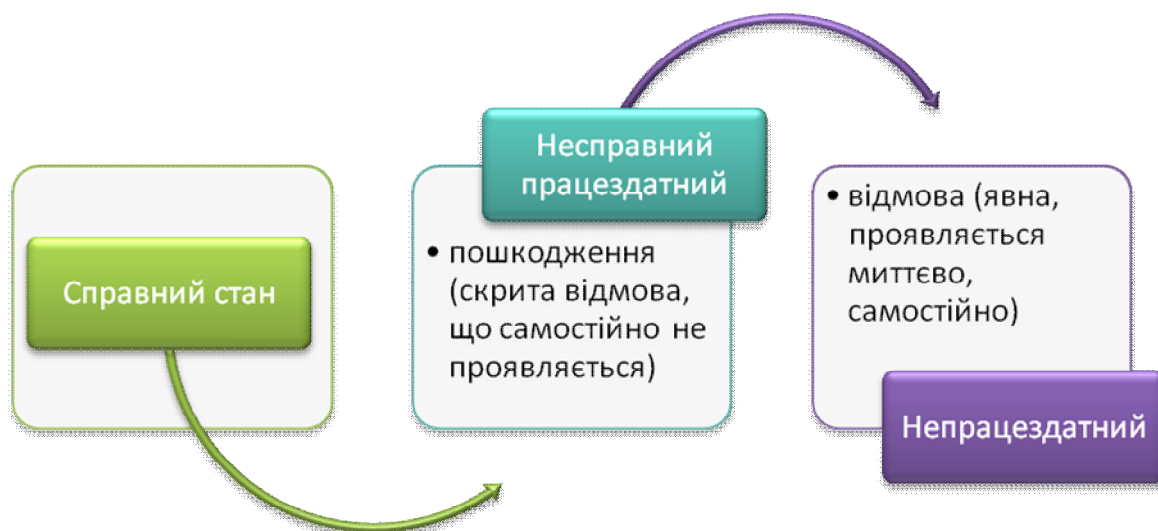 Справний стан
Несправний
працездатний
• пошкодження
(скрита відмова,
що самостійно не
проявляється)
• відмова (явна,
проявляється
миттєво,
самостійно)
Непрацездатний